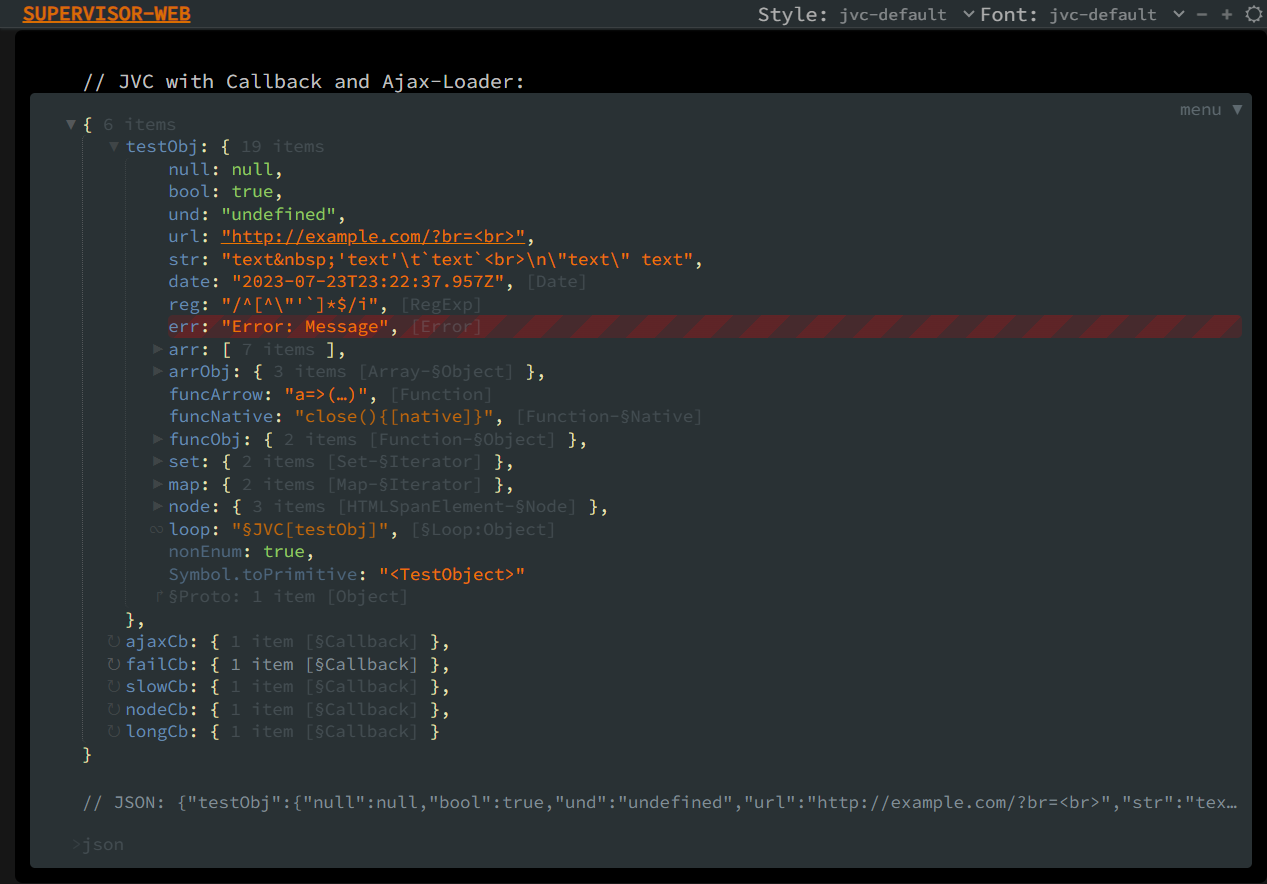 SUPERVISOR-WEB Style: jvc-default Font: jvc-default − +
// JVC with Callback and Ajax-Loader:
menu ▼
▼ { 6 items
▼ testObj: { 19 items
null: null,
bool: true,
und: "undefined",
url: "http://example.com/?br=<br>",
str: "text&nbsp;'text'\t`text`<br>\n\"text\" text",
date: "2023-07-23T23:22:37.957Z", [Date]
reg: "/^[^\"'`]*$/i", [RegExp]
err: "Error: Message", [Error]
▶ arr: [ 7 items ],
▶ arrObj: { 3 items [Array-§Object] },
funcArrow: "a=>(…)", [Function]
funcNative: "close(){[native]}", [Function-§Native]
▶ funcObj: { 2 items [Function-§Object] },
▶ set: { 2 items [Set-§Iterator] },
▶ map: { 2 items [Map-§Iterator] },
▶ node: { 3 items [HTMLSpanElement-§Node] },
∞ loop: "§JVC[testObj]", [§Loop:Object]
nonEnum: true,
Symbol.toPrimitive: "<TestObject>"
┌ §Proto: 1 item [Object]
},
↻ ajaxCb: { 1 item [§Callback] },
↻ failCb: { 1 item [§Callback] },
↻ slowCb: { 1 item [§Callback] },
↻ nodeCb: { 1 item [§Callback] },
↻ longCb: { 1 item [§Callback] }
}
// JSON: {"testObj":{"null":null,"bool":true,"und":"undefined","url":"http://example.com/?br=<br>","str":"tex…
>json